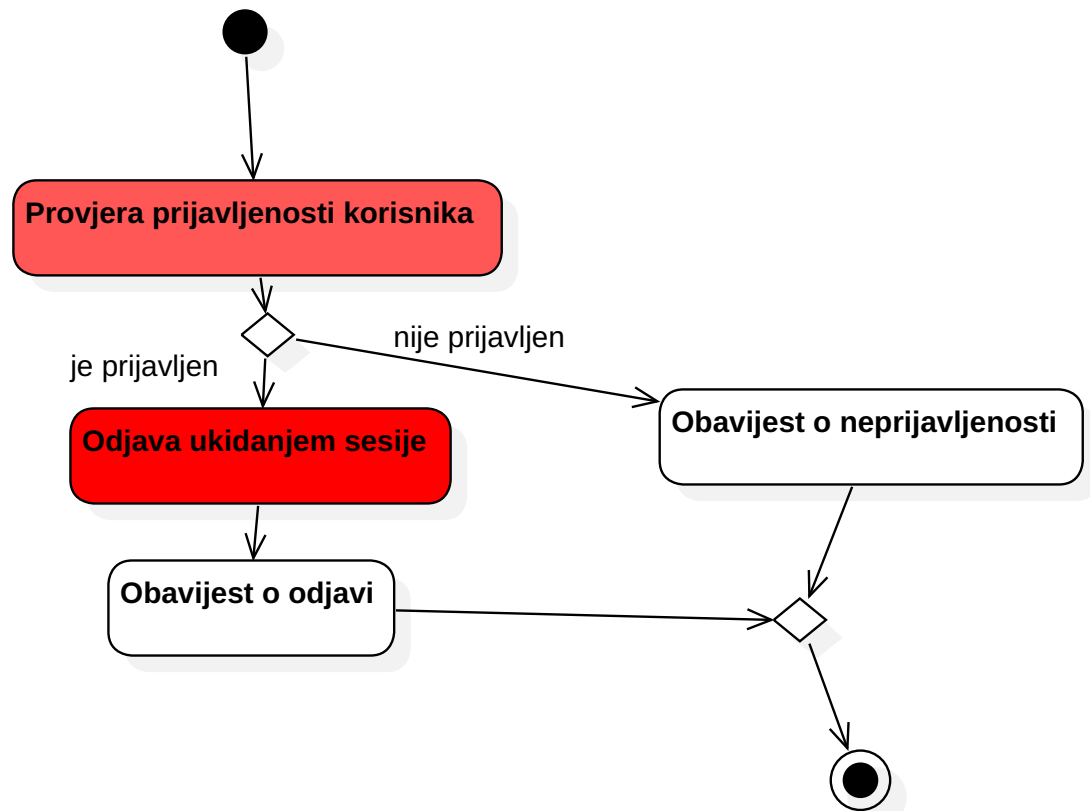 Provjera prijavljenosti korisnika
nije prijavljen
je prijavljen
Obavijest o neprijavljenosti
Odjava ukidanjem sesije
Obavijest o odjavi